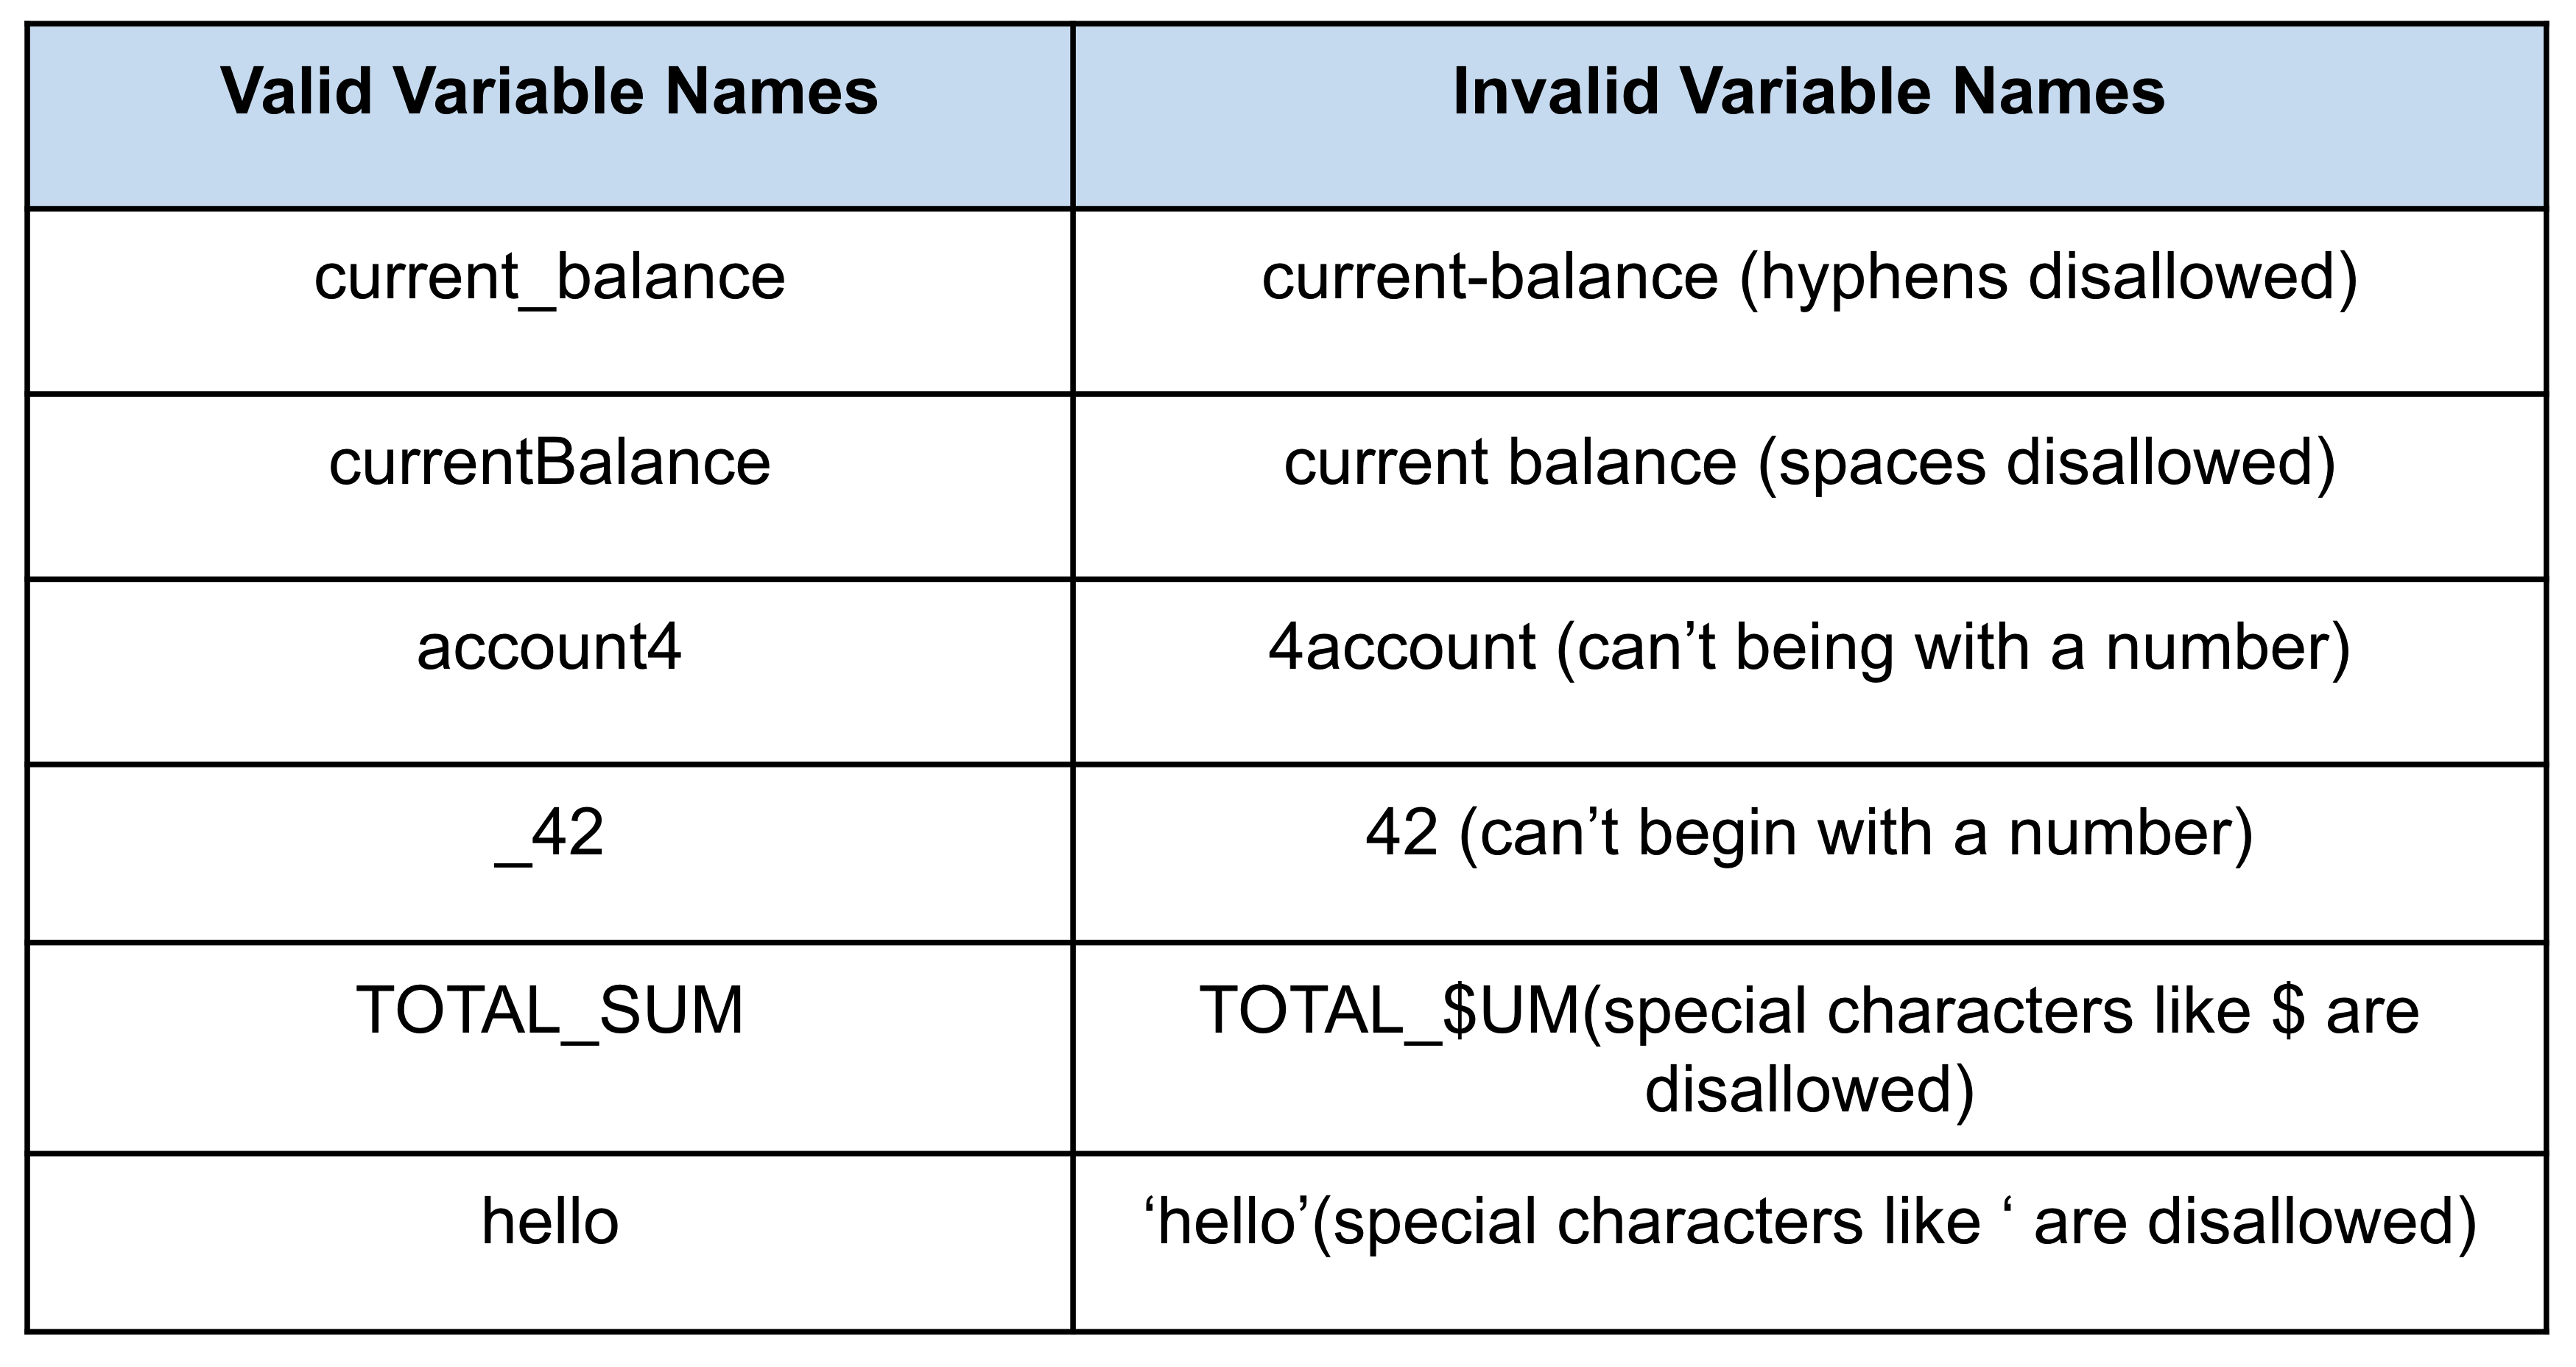 Valid Variable Names
Invalid Variable Names
current_balance
current-balance (hyphens disallowed)
currentBalance
current balance (spaces disallowed)
account4
4account (can’t being with a number)
_42
42 (can’t begin with a number)
TOTAL_SUM
TOTAL_$UM(special characters like $ are
disallowed)
hello
‘hello’(special characters like ‘ are disallowed)